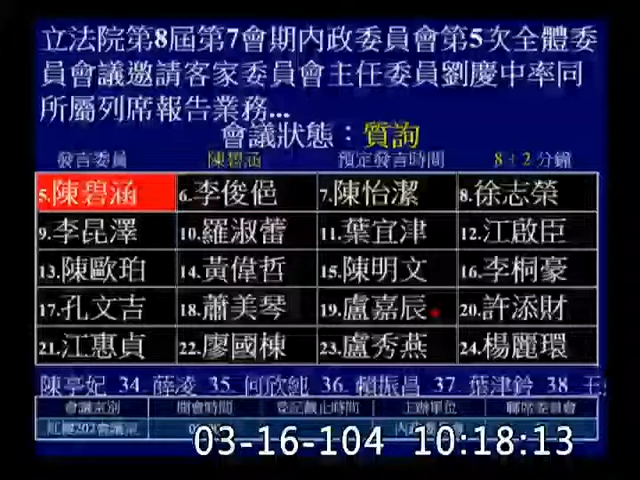 立法院第8屆第7會期內政委員會第5次全體委
員會議邀請客家委員會主任委員劉慶中率同
所屬列席報告業務...
會議狀態：質詢
發言委員 陳碧涵 預定發言時間 8+2分鐘
5.陳碧涵 6.李俊俋 7.陳怡潔 8.徐志榮
9.李昆澤 10.羅淑蕾 11.葉宜津 12.江啟臣
13.陳歐珀 14.黃偉哲 15.陳明文 16.李桐豪
17.孔文吉 18.蕭美琴 19.盧嘉辰 20.許添財
21.江惠貞 22.廖國棟 23.盧秀燕 24.楊麗環
陳亭妃 34 薛凌 35 何欣純 36 賴振昌 37 葉津鈴 38 王
會議室別 開會時間 登記截止時間 主辦單位 聯席委員會
紅樓202會議室
03-16-104 10:18:13